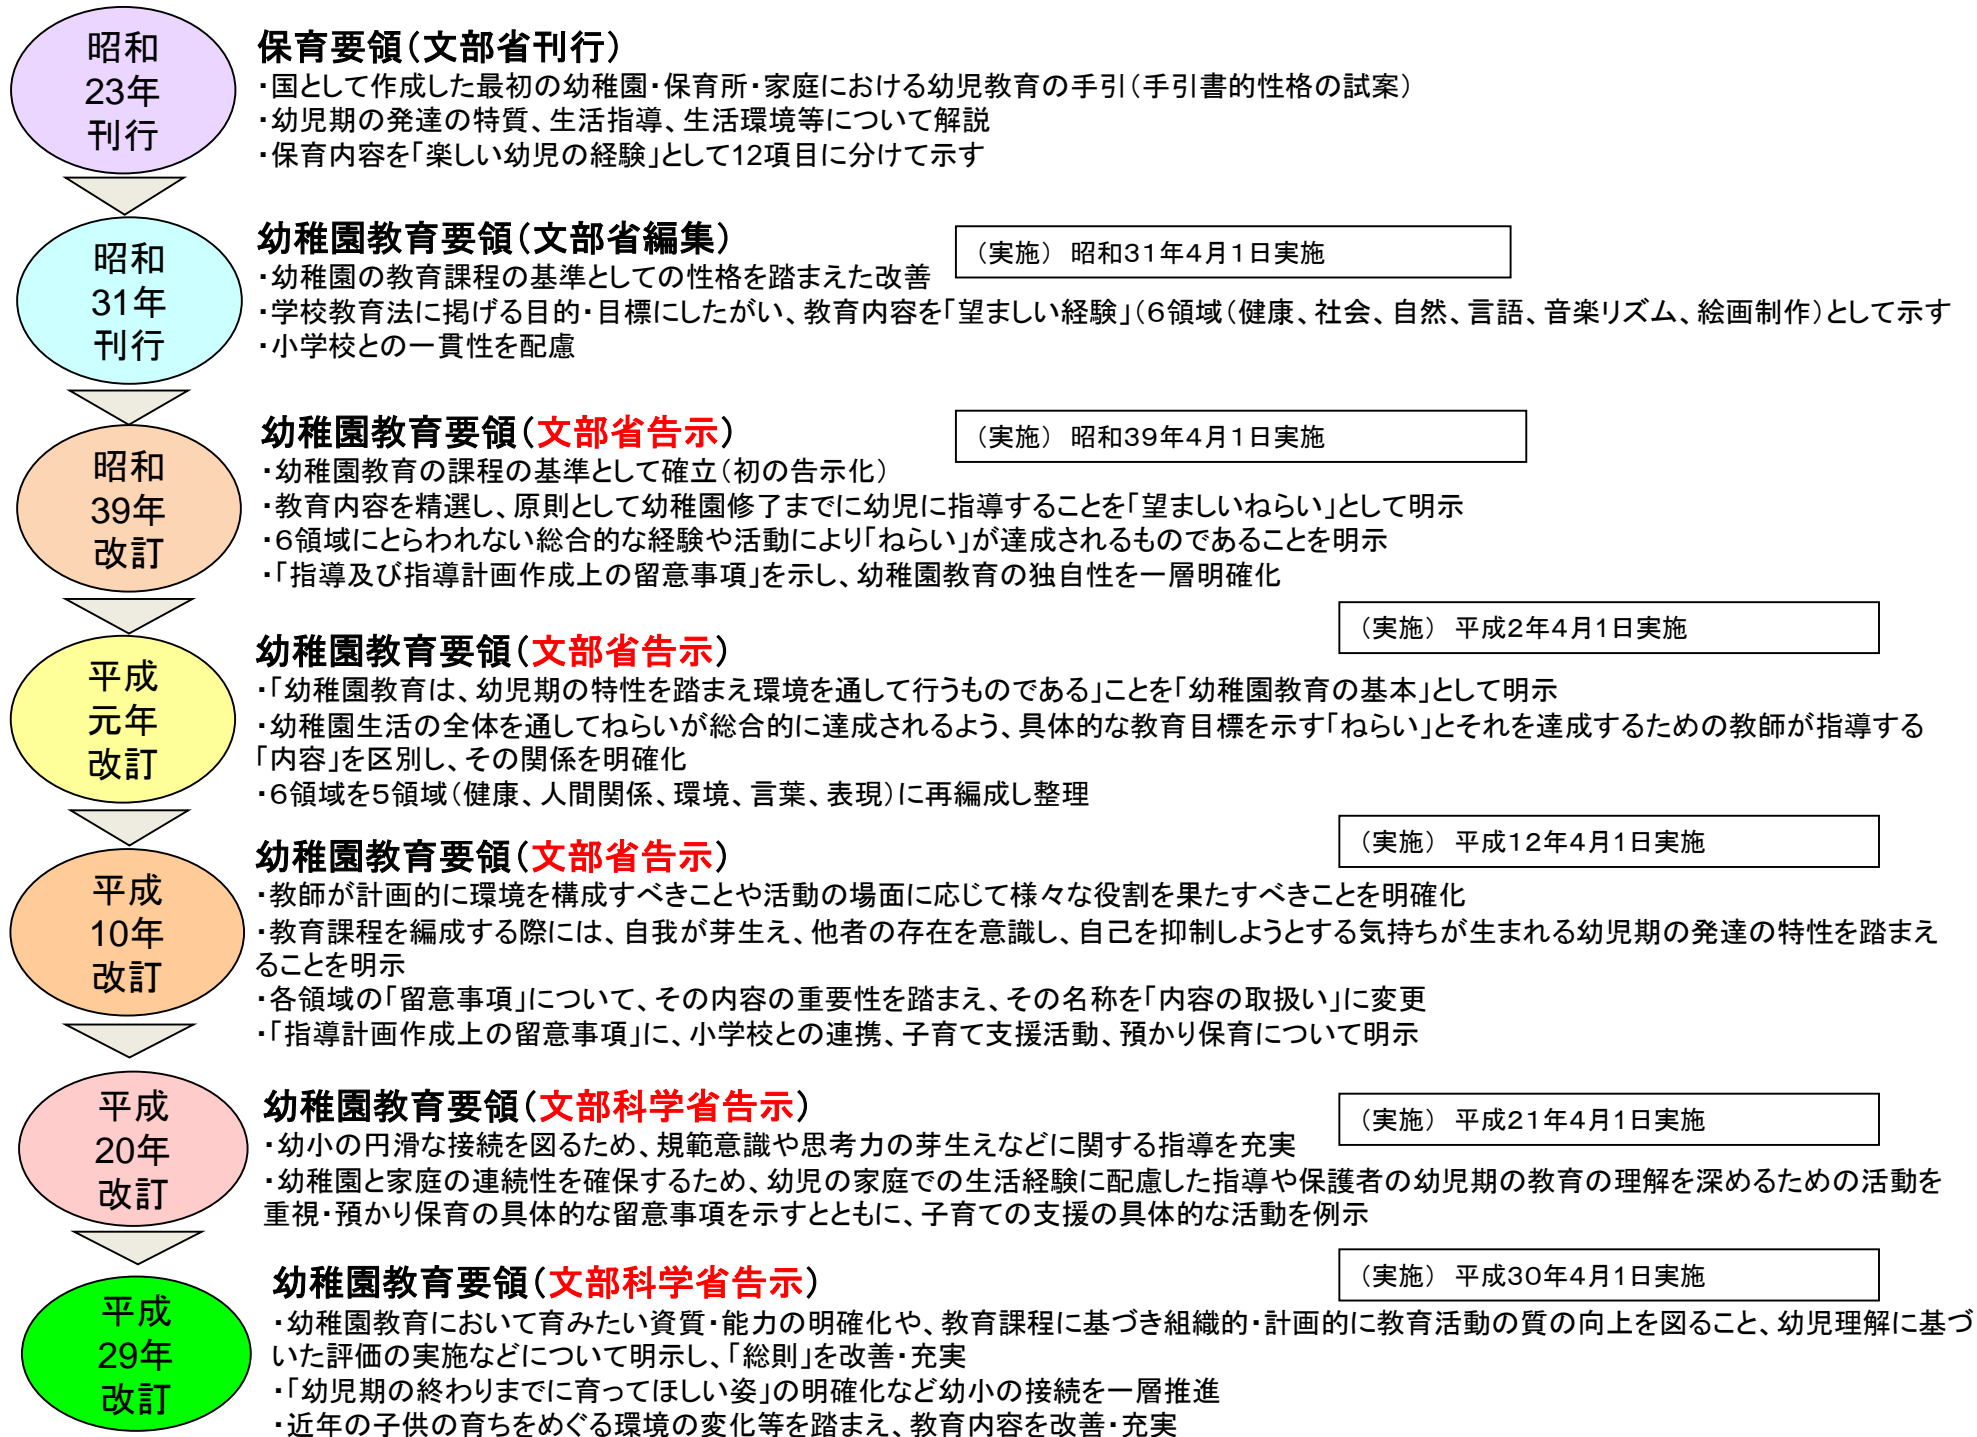 昭和
23年
刊行
保育要領（文部省刊行）
・国として作成した最初の幼稚園・保育所・家庭における幼児教育の手引（手引書的性格の試案）
・幼児期の発達の特質、生活指導、生活環境等について解説
・保育内容を「楽しい幼児の経験」として12項目に分けて示す
昭和
31年
刊行
幼稚園教育要領（文部省編集）
（実施） 昭和31年4月1日実施
・幼稚園の教育課程の基準としての性格を踏まえた改善
・学校教育法に掲げる目的・目標にしたがい、教育内容を「望ましい経験」（６領域（健康、社会、自然、言語、音楽リズム、絵画制作）として示す
・小学校との一貫性を配慮
昭和
39年
改訂
幼稚園教育要領（文部省告示）
（実施） 昭和39年4月1日実施
・幼稚園教育の課程の基準として確立（初の告示化）
・教育内容を精選し、原則として幼稚園修了までに幼児に指導することを「望ましいねらい」として明示
・６領域にとらわれない総合的な経験や活動により「ねらい」が達成されるものであることを明示
・「指導及び指導計画作成上の留意事項」を示し、幼稚園教育の独自性を一層明確化
平成
元年
改訂
幼稚園教育要領（文部省告示）
（実施） 平成２年４月１日実施
・「幼稚園教育は、幼児期の特性を踏まえ環境を通して行うものである」ことを「幼稚園教育の基本」として明示
・幼稚園生活の全体を通してねらいが総合的に達成されるよう、具体的な教育目標を示す「ねらい」とそれを達成するための教師が指導する
「内容」を区別し、その関係を明確化
・６領域を５領域（健康、人間関係、環境、言葉、表現）に再編成し整理
平成
10年
改訂
幼稚園教育要領（文部省告示）
（実施） 平成１２年４月１日実施
・教師が計画的に環境を構成すべきことや活動の場面に応じて様々な役割を果たすべきことを明確化
・教育課程を編成する際には、自我が芽生え、他者の存在を意識し、自己を抑制しようとする気持ちが生まれる幼児期の発達の特性を踏まえ
ることを明示
・各領域の「留意事項」について、その内容の重要性を踏まえ、その名称を「内容の取扱い」に変更
・「指導計画作成上の留意事項」に、小学校との連携、子育て支援活動、預かり保育について明示
平成
20年
改訂
幼稚園教育要領（文部科学省告示）
（実施） 平成２１年４月１日実施
・幼小の円滑な接続を図るため、規範意識や思考力の芽生えなどに関する指導を充実
・幼稚園と家庭の連続性を確保するため、幼児の家庭での生活経験に配慮した指導や保護者の幼児期の教育の理解を深めるための活動を
重視・預かり保育の具体的な留意事項を示すとともに、子育ての支援の具体的な活動を例示
平成
29年
改訂
幼稚園教育要領（文部科学省告示）
（実施） 平成３０年４月１日実施
・幼稚園教育において育みたい資質・能力の明確化や、教育課程に基づき組織的・計画的に教育活動の質の向上を図ること、幼児理解に基づ
いた評価の実施などについて明示し、「総則」を改善・充実
・「幼児期の終わりまでに育ってほしい姿」の明確化など幼小の接続を一層推進
・近年の子供の育ちをめぐる環境の変化等を踏まえ、教育内容を改善・充実